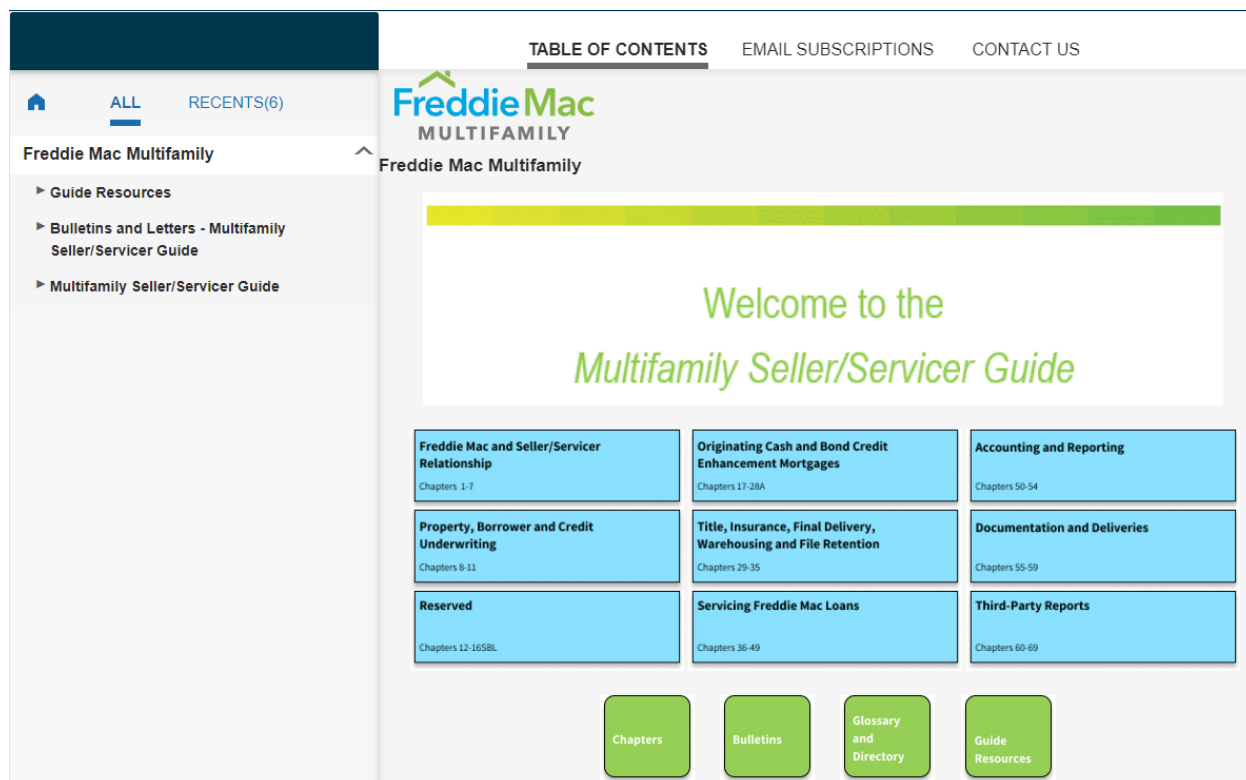 TABLE OF CONTENTS
EMAIL SUBSCRIPTIONS
CONTACT US
ALL
RECENTS(6)
Freddie Mac Multifamily
Guide Resources
Bulletins and Letters - Multifamily
Seller/Servicer Guide
Multifamily Seller/Servicer Guide
Freddie Mac
MULTIFAMILY
Freddie Mac Multifamily
Welcome to the
Multifamily Seller/Servicer Guide
Freddie Mac and Seller/Servicer
Relationship
Chapters 1-7
Originating Cash and Bond Credit
Enhancement Mortgages
Chapters 17-28A
Accounting and Reporting
Chapters 50-54
Property, Borrower and Credit
Underwriting
Chapters 8-11
Title, Insurance, Final Delivery,
Warehousing and File Retention
Chapters 29-35
Documentation and Deliveries
Chapters 55-59
Reserved
Chapters 12-16SBL
Servicing Freddie Mac Loans
Chapters 36-49
Third-Party Reports
Chapters 60-69
Chapters
Bulletins
Glossary
and
Directory
Guide
Resources